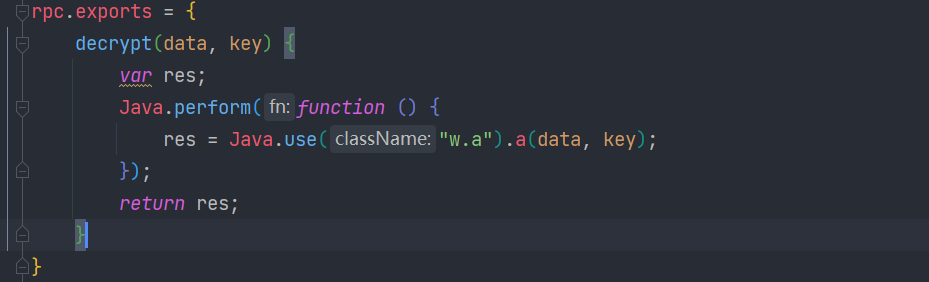 rpc.exports = {
    decrypt(data, key) {
        var res;
        Java.perform( fn: function () {
            res = Java.use( className: "w.a").a(data, key);
        });
        return res;
    }
}